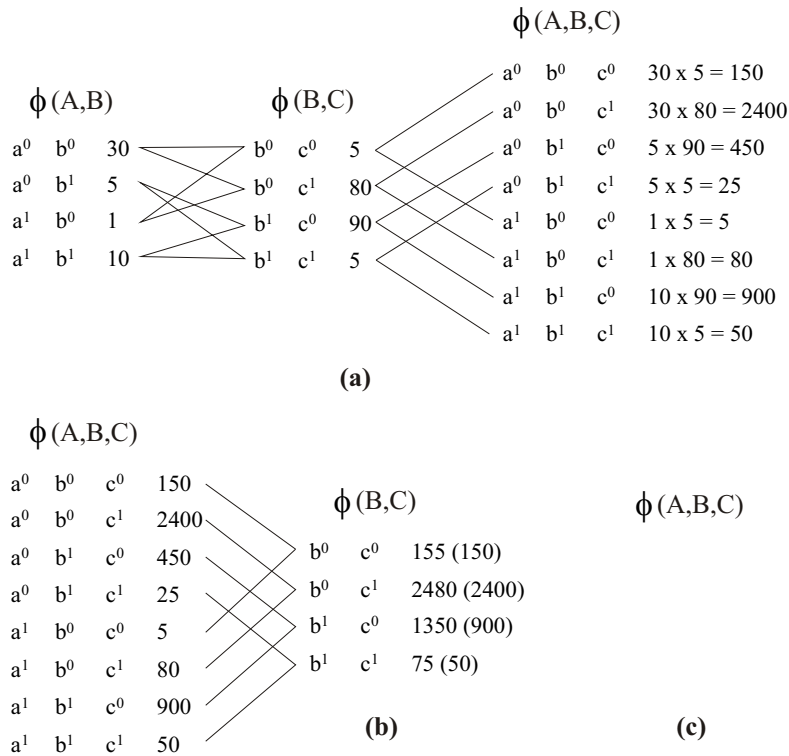 ϕ (A,B)
a⁰ b⁰ 30
a⁰ b¹ 5
a¹ b⁰ 1
a¹ b¹ 10
ϕ (B,C)
b⁰ c⁰ 5
b⁰ c¹ 80
b¹ c⁰ 90
b¹ c¹ 5
ϕ (A,B,C)
a⁰ b⁰ c⁰ 30 x 5 = 150
a⁰ b⁰ c¹ 30 x 80 = 2400
a⁰ b¹ c⁰ 5 x 90 = 450
a⁰ b¹ c¹ 5 x 5 = 25
a¹ b⁰ c⁰ 1 x 5 = 5
a¹ b⁰ c¹ 1 x 80 = 80
a¹ b¹ c⁰ 10 x 90 = 900
a¹ b¹ c¹ 10 x 5 = 50
(a)
ϕ (A,B,C)
a⁰ b⁰ c⁰ 150
a⁰ b⁰ c¹ 2400
a⁰ b¹ c⁰ 450
a⁰ b¹ c¹ 25
a¹ b⁰ c⁰ 5
a¹ b⁰ c¹ 80
a¹ b¹ c⁰ 900
a¹ b¹ c¹ 50
ϕ (B,C)
b⁰ c⁰ 155 (150)
b⁰ c¹ 2480 (2400)
b¹ c⁰ 1350 (900)
b¹ c¹ 75 (50)
(b)
ϕ (A,B,C)
(c)